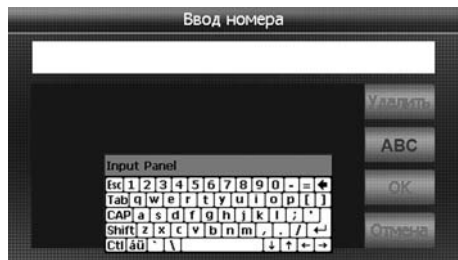 Ввод номера
Удалить
ABC
OK
Отмена
Input Panel
Esc 1 2 3 4 5 6 7 8 9 0 - =
Tab q w e r t y u i o p [ ]
CAP a s d f g h j k l ; '
Shift z x c v b n m , . /
Ctl áü ` \